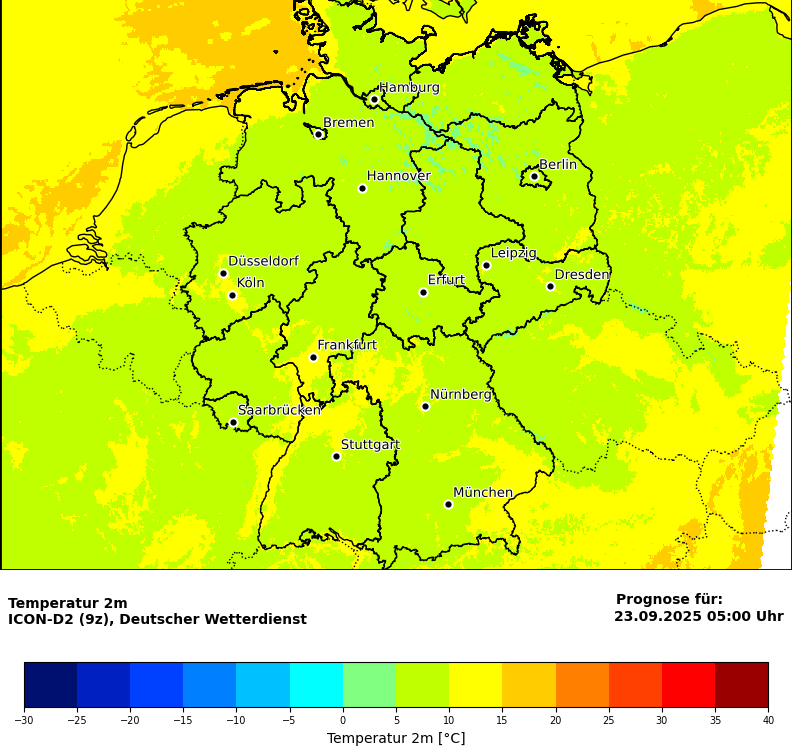 Hamburg
Bremen
Berlin
Hannover
Leipzig
Düsseldorf
Dresden
Köln
Erfurt
Frankfurt
Nürnberg
Saarbrücken
Stuttgart
München
Temperatur 2m
ICON-D2 (9z), Deutscher Wetterdienst
Prognose für:
23.09.2025 05:00 Uhr
−30 −25 −20 −15 −10 −5 0 5 10 15 20 25 30 35 40
Temperatur 2m [°C]